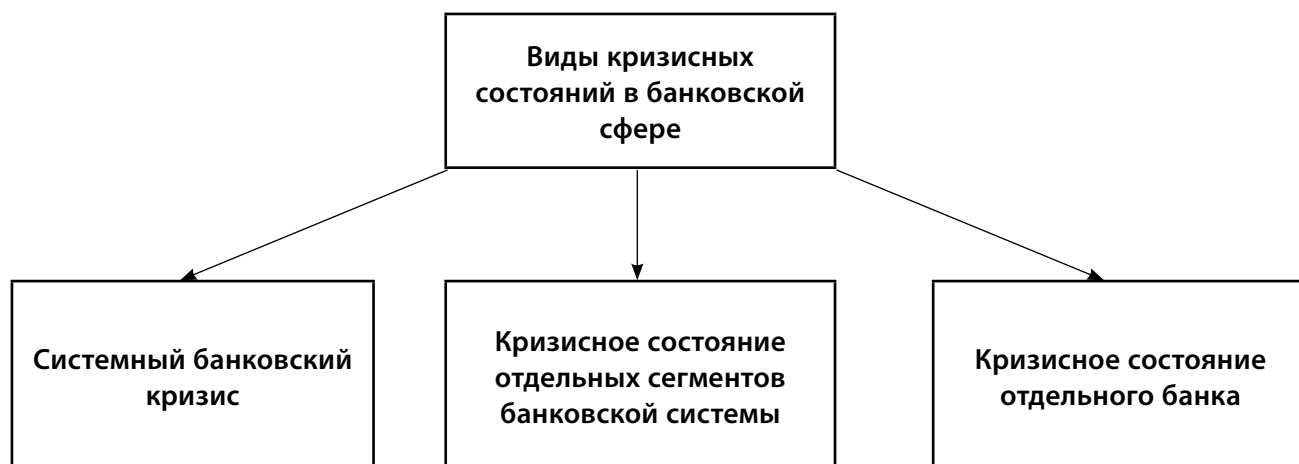 Виды кризисных
состояний в банковской
сфере
Системный банковский
кризис
Кризисное состояние
отдельных сегментов
банковской системы
Кризисное состояние
отдельного банка